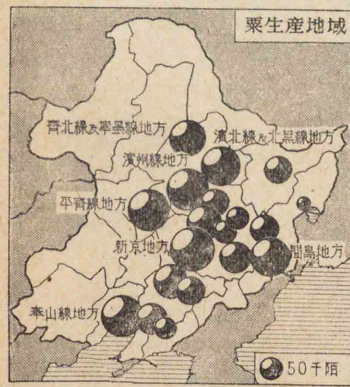 粟生産地域
齊北線及寧墨線地方
濱北線及北黒線地方
濱州線地方
平齊線地方
新京地方
間島地方
奉山線地方
50千陌